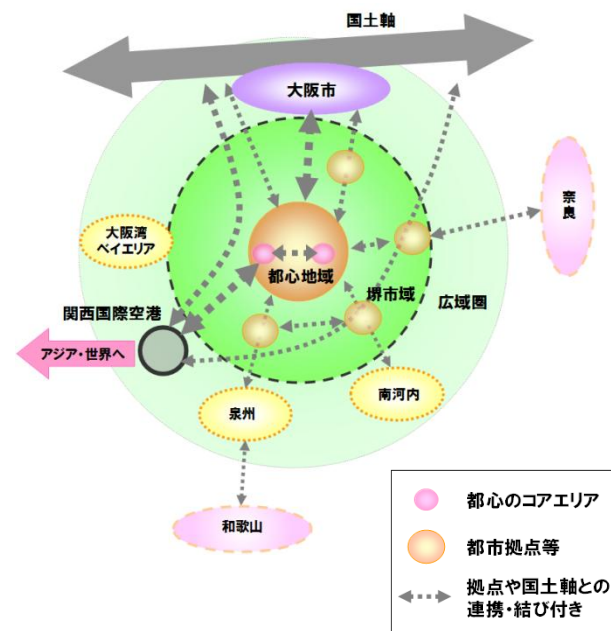 国土軸
大阪市
奈良
大阪湾
ベイエリア
都心地域
堺市域
広域圏
関西国際空港
アジア・世界へ
南河内
泉州
和歌山
都心のコアエリア
都市拠点等
拠点や国土軸との
連携・結び付き